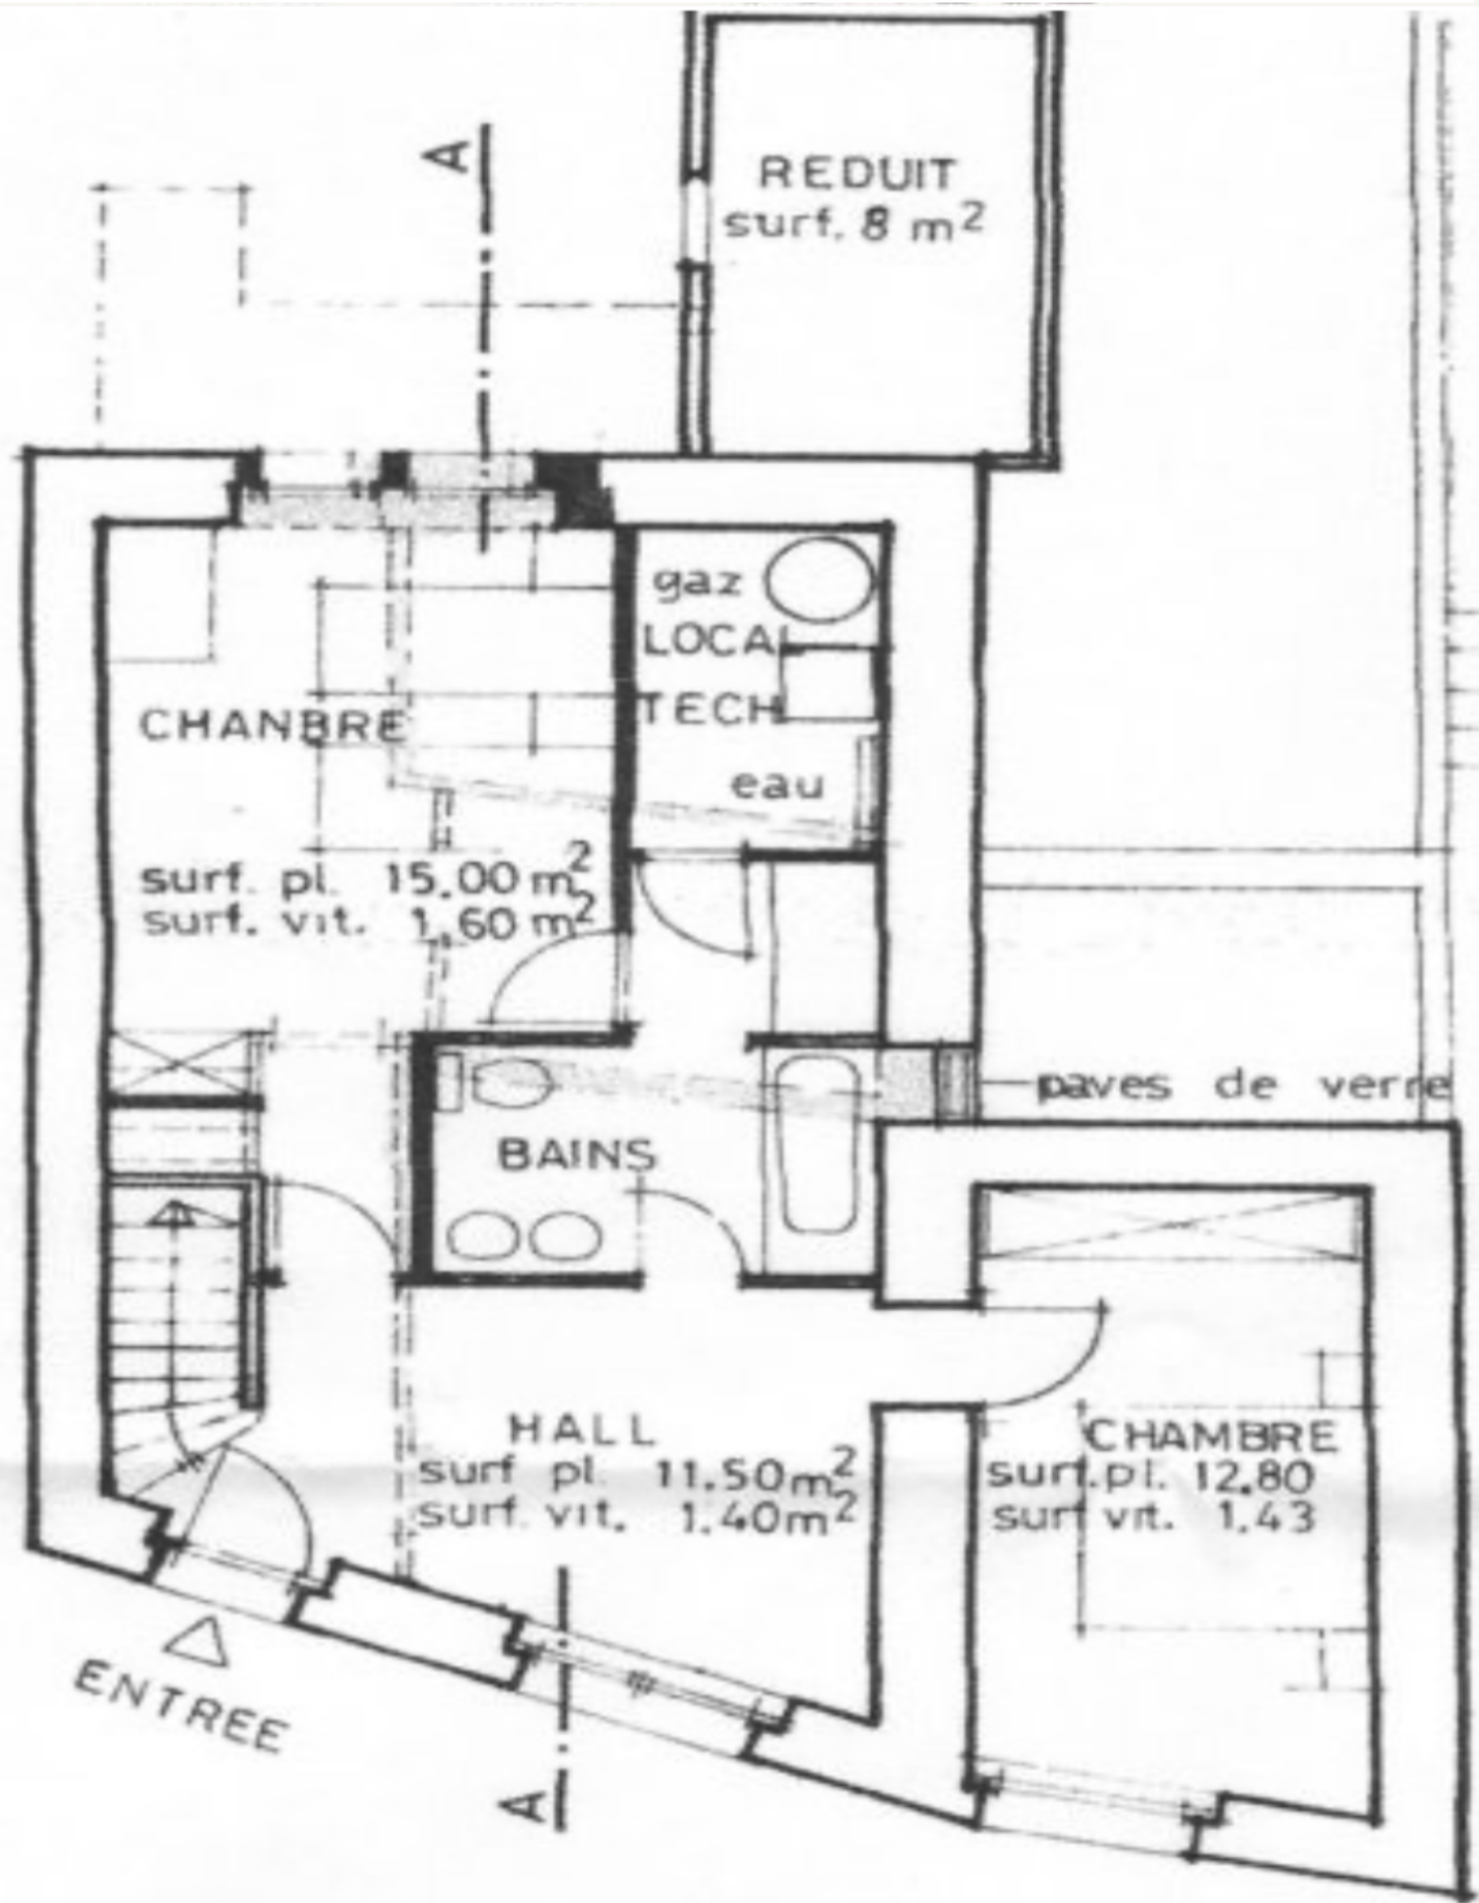 A
REDUIT
surf. 8 m²
gaz
LOCAL
TECH
eau
CHANBRE
surf. pl. 15.00 m²
surf. vit. 1.60 m²
paves de verre
BAINS
HALL
surf pl. 11.50m²
surf. vit. 1.40m²
CHAMBRE
surf.pl. 12.80
surf vit. 1.43
ENTREE
A